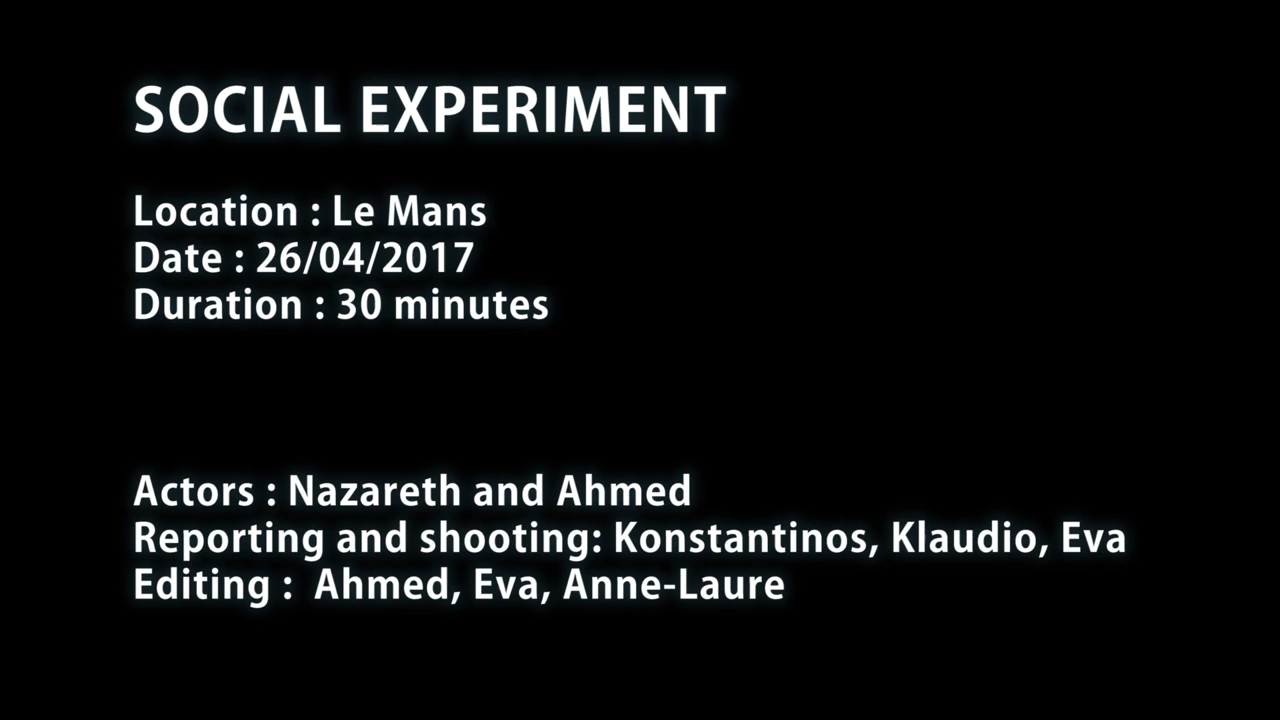 SOCIAL EXPERIMENT
Location : Le Mans
Date : 26/04/2017
Duration : 30 minutes
Actors : Nazareth and Ahmed
Reporting and shooting: Konstantinos, Klaudio, Eva
Editing :  Ahmed, Eva, Anne-Laure